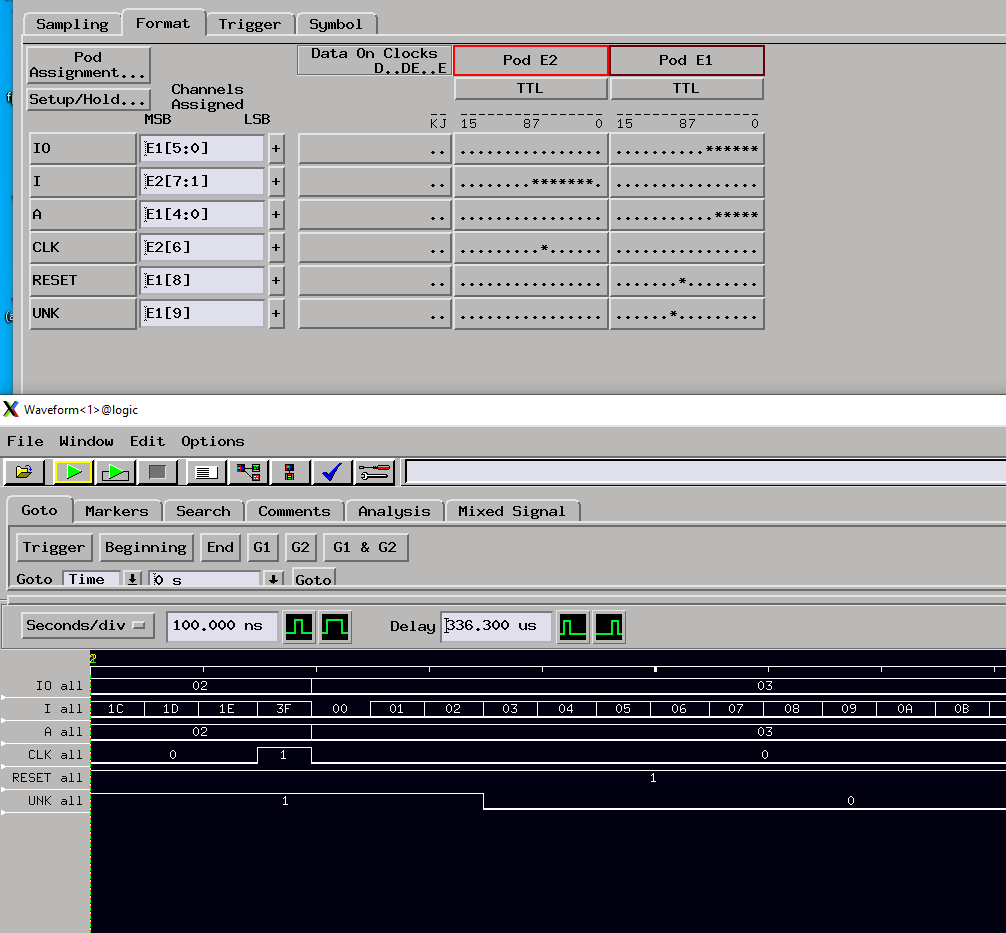 Sampling Format Trigger Symbol
Pod Assignment...
Data On Clocks D..DE..E
Pod E2 Pod E1
Setup/Hold...
Channels Assigned
TTL TTL
MSB LSB
KJ 15 87 0 15 87 0
IO E1[5:0] + .. ............... .........******
I E2[7:1] + .. ........*******. ................
A E1[4:0] + .. ................ ...........*****
CLK E2[6] + .. .........*...... ................
RESET E1[8] + .. ................ .......*........
UNK E1[9] + .. ................ ......*.........
Waveform<1>@logic
File Window Edit Options
Goto Markers Search Comments Analysis Mixed Signal
Trigger Beginning End G1 G2 G1 & G2
Goto Time 0 s Goto
Seconds/div 100.000 ns Delay 336.300 us
2
IO all 02 03
I all 1C 1D 1E 3F 00 01 02 03 04 05 06 07 08 09 0A 0B
A all 02 03
CLK all 0 1 0
RESET all 1
UNK all 1 0